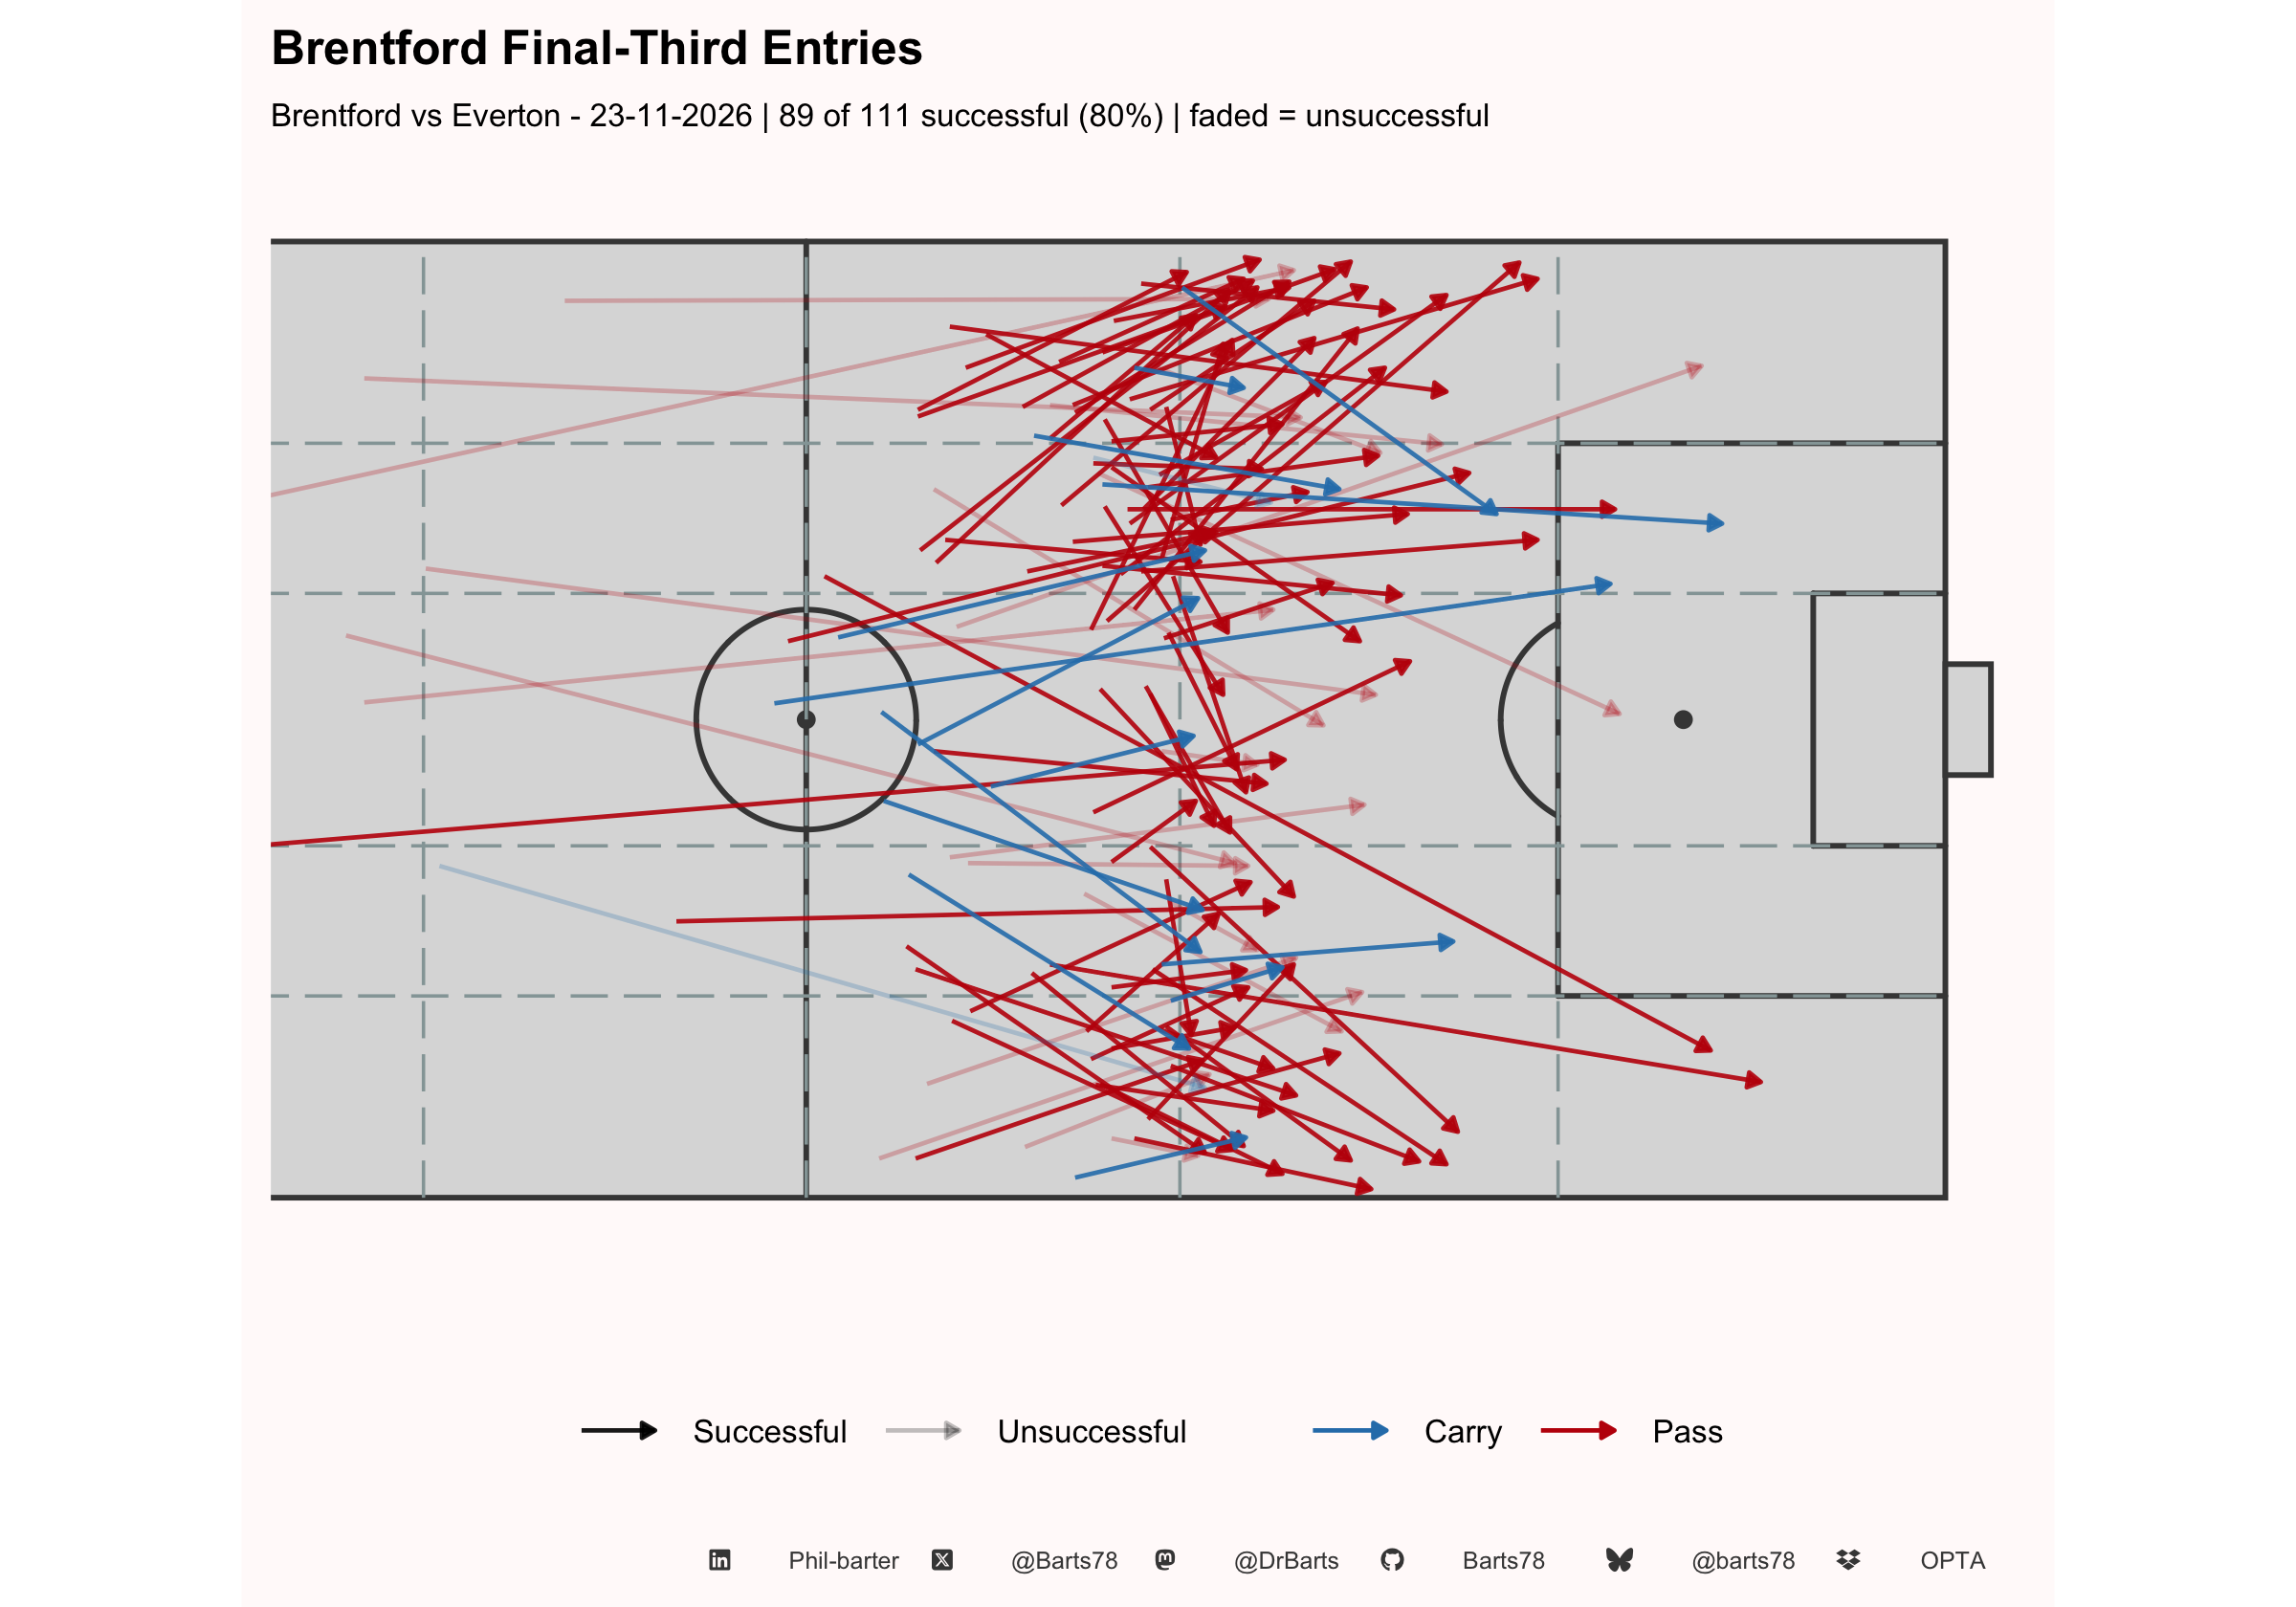 Brentford Final-Third Entries
Brentford vs Everton - 23-11-2026 | 89 of 111 successful (80%) | faded = unsuccessful
Successful Unsuccessful Carry Pass
Phil-barter @Barts78 @DrBarts Barts78 @barts78 OPTA